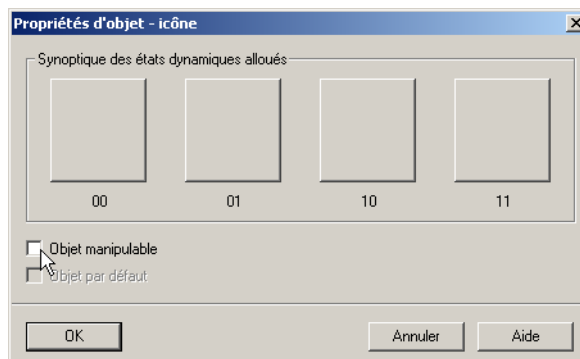 Propriétés d'objet - icône
Synoptique des états dynamiques alloués
00 01 10 11
Objet manipulable
Objet par défaut
OK Annuler Aide